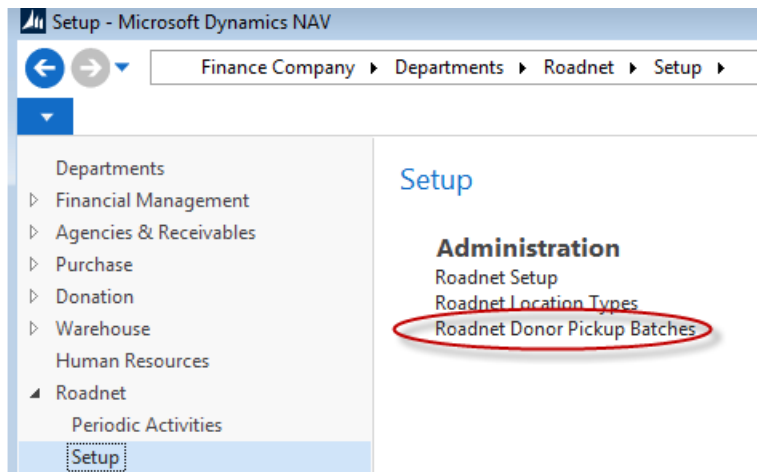 Setup - Microsoft Dynamics NAV
Finance Company Departments Roadnet Setup
Departments
Financial Management
Agencies & Receivables
Purchase
Donation
Warehouse
Human Resources
Roadnet
Periodic Activities
Setup
Setup
Administration
Roadnet Setup
Roadnet Location Types
Roadnet Donor Pickup Batches